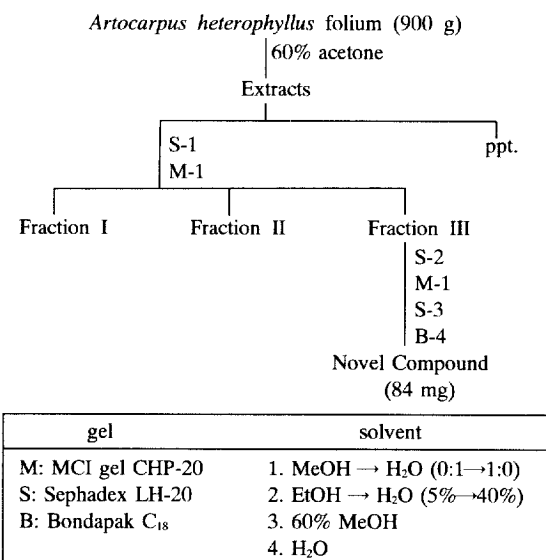 Artocarpus heterophyllus folium (900 g)
60% acetone
Extracts
S-1
M-1
ppt.
Fraction I Fraction II Fraction III
S-2
M-1
S-3
B-4
Novel Compound
(84 mg)
gel solvent
M: MCI gel CHP-20 1. MeOH → H₂O (0:1→1:0)
S: Sephadex LH-20 2. EtOH → H₂O (5%→40%)
B: Bondapak C₁₈ 3. 60% MeOH
4. H₂O